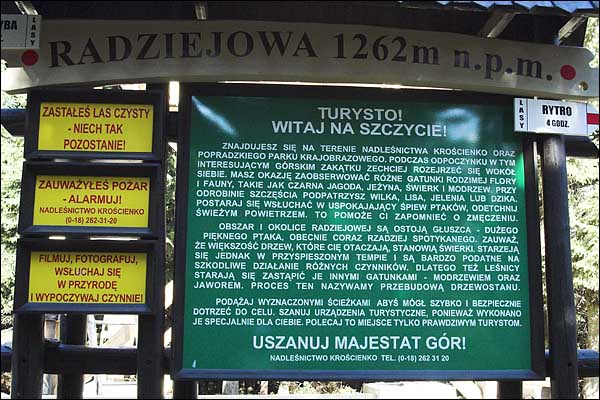 YBA
LASY
RADZIEJOWA 1262m n.p.m.
LASY
RYTRO
4 GODZ.
ZASTAŁEŚ LAS CZYSTY
- NIECH TAK
POZOSTANIE!
ZAUWAŻYŁEŚ POŻAR
- ALARMUJ!
NADLEŚNICTWO KROŚCIENKO
(0-18) 262-31-20
FILMUJ, FOTOGRAFUJ,
WSŁUCHAJ SIĘ
W PRZYRODĘ
I WYPOCZYWAJ CZYNNIE!
TURYSTO!
WITAJ NA SZCZYCIE!
ZNAJDUJESZ SIĘ NA TERENIE NADLEŚNICTWA KROŚCIENKO ORAZ
POPRADZKIEGO PARKU KRAJOBRAZOWEGO. PODCZAS ODPOCZYNKU W TYM
INTERESUJĄCYM GÓRSKIM ZAKĄTKU ZECHCIEJ ROZEJRZEĆ SIĘ WOKÓŁ
SIEBIE. MASZ OKAZJĘ ZAOBSERWOWAĆ RÓŻNE GATUNKI RODZIMEJ FLORY
I FAUNY, TAKIE JAK CZARNA JAGODA, JEŻYNA, ŚWIERK I MODRZEW. PRZY
ODROBINIE SZCZĘŚCIA PODPATRZYSZ WILKA, LISA, JELENIA LUB DZIKA.
POSTARAJ SIĘ WSŁUCHAĆ W USPOKAJAJĄCY ŚPIEW PTAKÓW, ODETCHNIJ
ŚWIEŻYM POWIETRZEM. TO POMOŻE CI ZAPOMNIEĆ O ZMĘCZENIU.
OBSZAR I OKOLICE RADZIEJOWEJ SĄ OSTOJĄ GŁUSZCA - DUŻEGO
PIĘKNEGO PTAKA, OBECNIE CORAZ RZADZIEJ SPOTYKANEGO. ZAUWAŻ,
ŻE WIĘKSZOŚĆ DRZEW, KTÓRE CIĘ OTACZAJĄ, STANOWIĄ ŚWIERKI. STARZEJĄ
SIĘ JEDNAK W PRZYSPIESZONYM TEMPIE I SĄ BARDZO PODATNE NA
SZKODLIWE DZIAŁANIE RÓŻNYCH CZYNNIKÓW. DLATEGO TEŻ LEŚNICY
STARAJĄ SIĘ ZASTĄPIĆ JE INNYMI GATUNKAMI - MODRZEWIEM ORAZ
JAWOREM. PROCES TEN NAZYWAMY PRZEBUDOWĄ DRZEWOSTANU.
PODĄŻAJ WYZNACZONYMI ŚCIEŻKAMI ABYŚ MÓGŁ SZYBKO I BEZPIECZNIE
DOTRZEĆ DO CELU. SZANUJ URZĄDZENIA TURYSTYCZNE, PONIEWAŻ WYKONANO
JE SPECJALNIE DLA CIEBIE. POLECAJ TO MIEJSCE TYLKO PRAWDZIWYM TURYSTOM.
USZANUJ MAJESTAT GÓR!
NADLEŚNICTWO KROŚCIENKO TEL. (0-18) 262 31 20